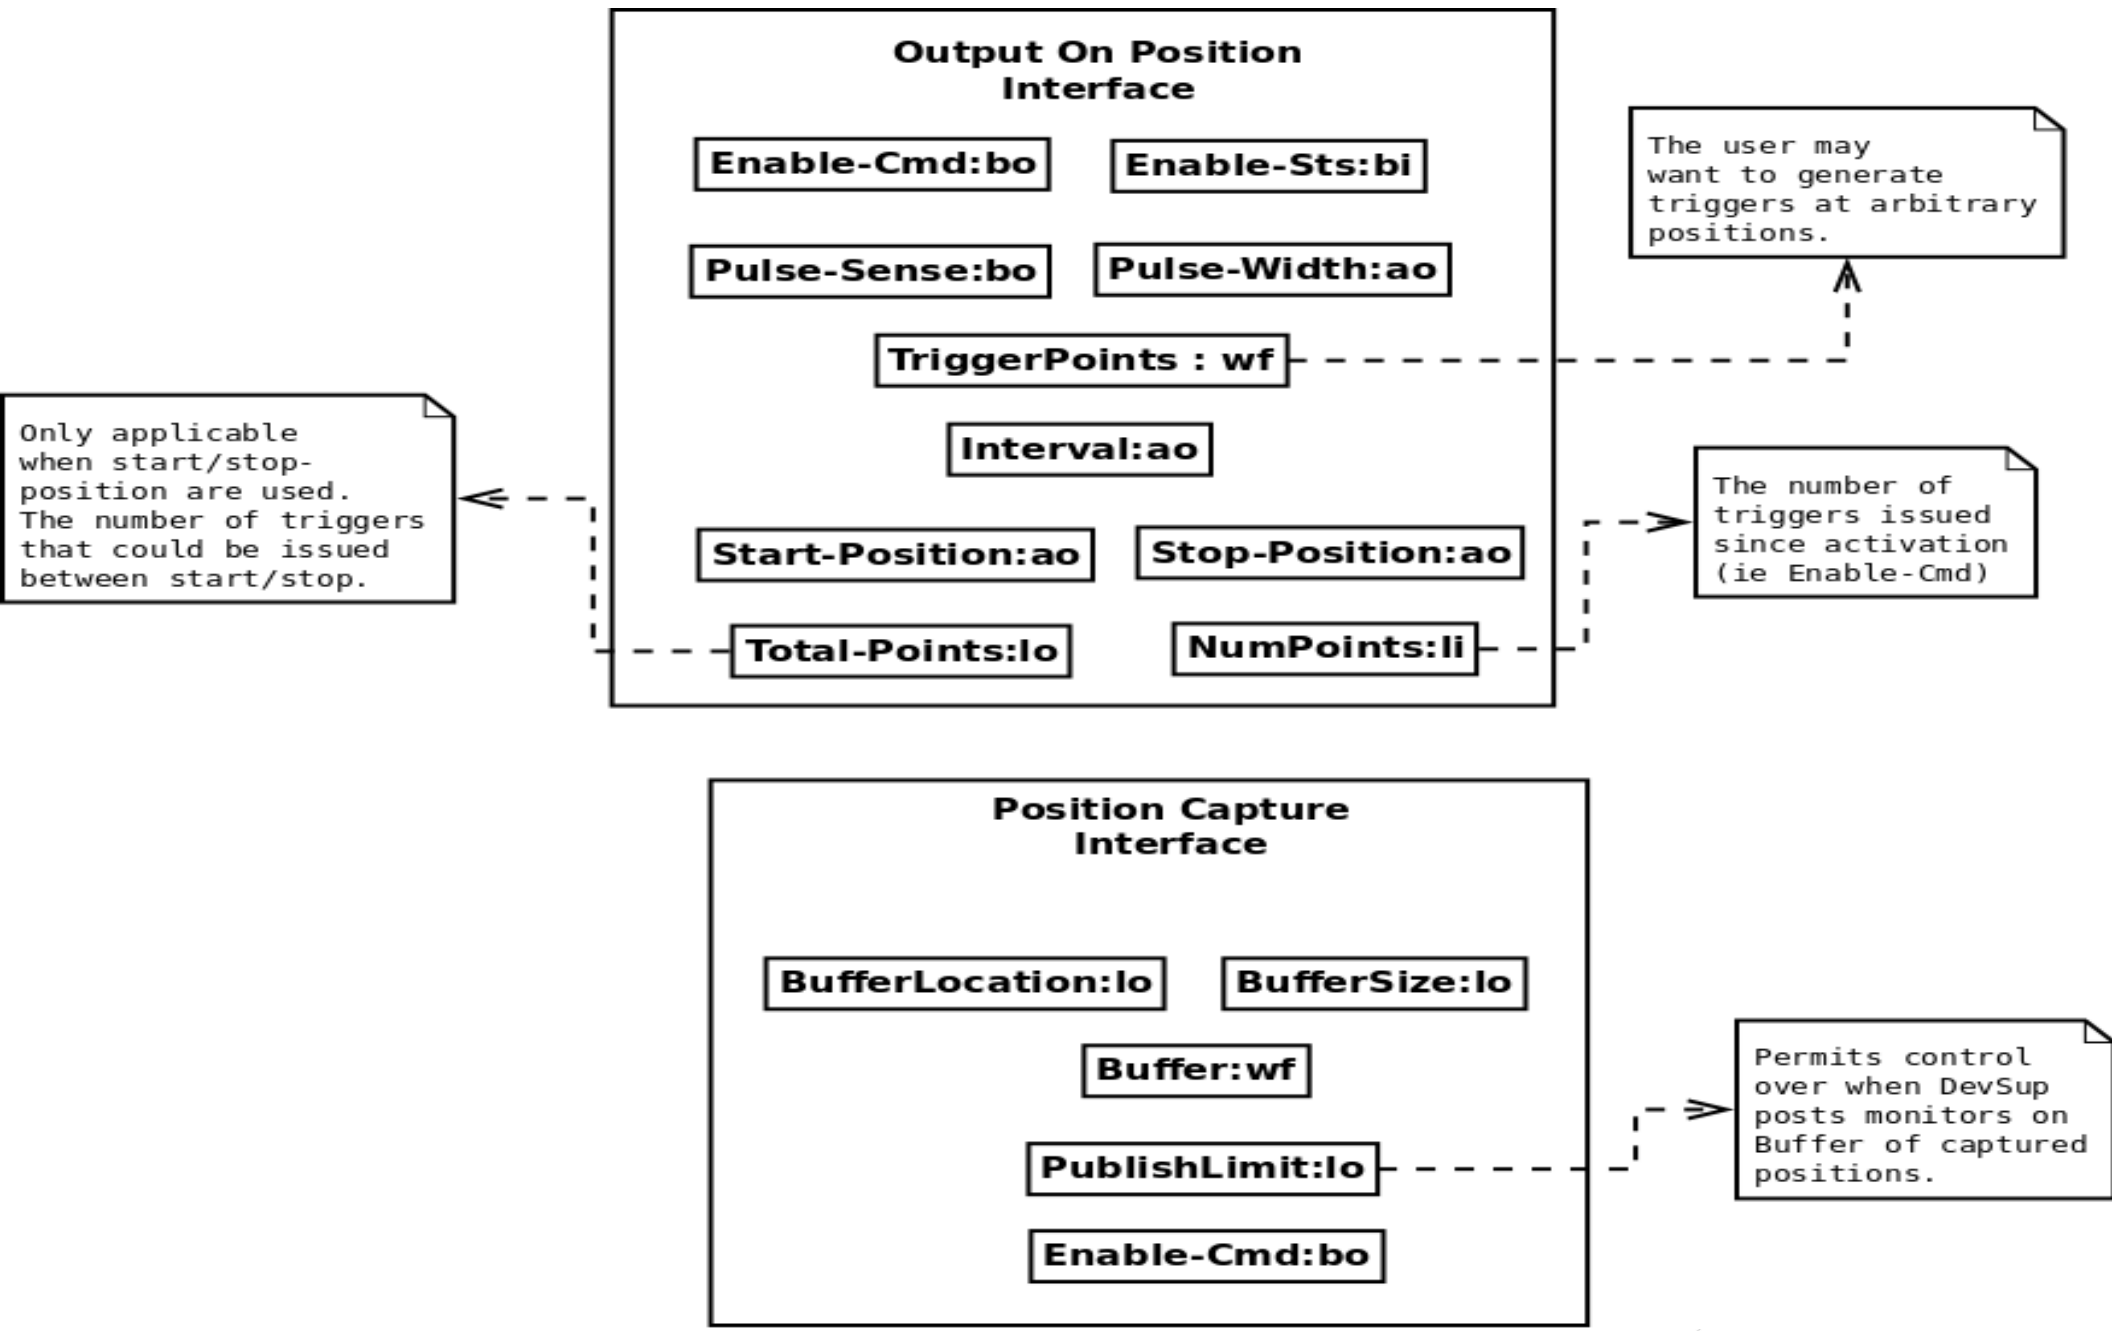 Output On Position
Interface
Enable-Cmd:bo
Enable-Sts:bi
Pulse-Sense:bo
Pulse-Width:ao
TriggerPoints : wf
Interval:ao
Start-Position:ao
Stop-Position:ao
Total-Points:lo
NumPoints:li
The user may
want to generate
triggers at arbitrary
positions.
Only applicable
when start/stop-
position are used.
The number of triggers
that could be issued
between start/stop.
The number of
triggers issued
since activation
(ie Enable-Cmd)
Position Capture
Interface
BufferLocation:lo
BufferSize:lo
Buffer:wf
PublishLimit:lo
Enable-Cmd:bo
Permits control
over when DevSup
posts monitors on
Buffer of captured
positions.